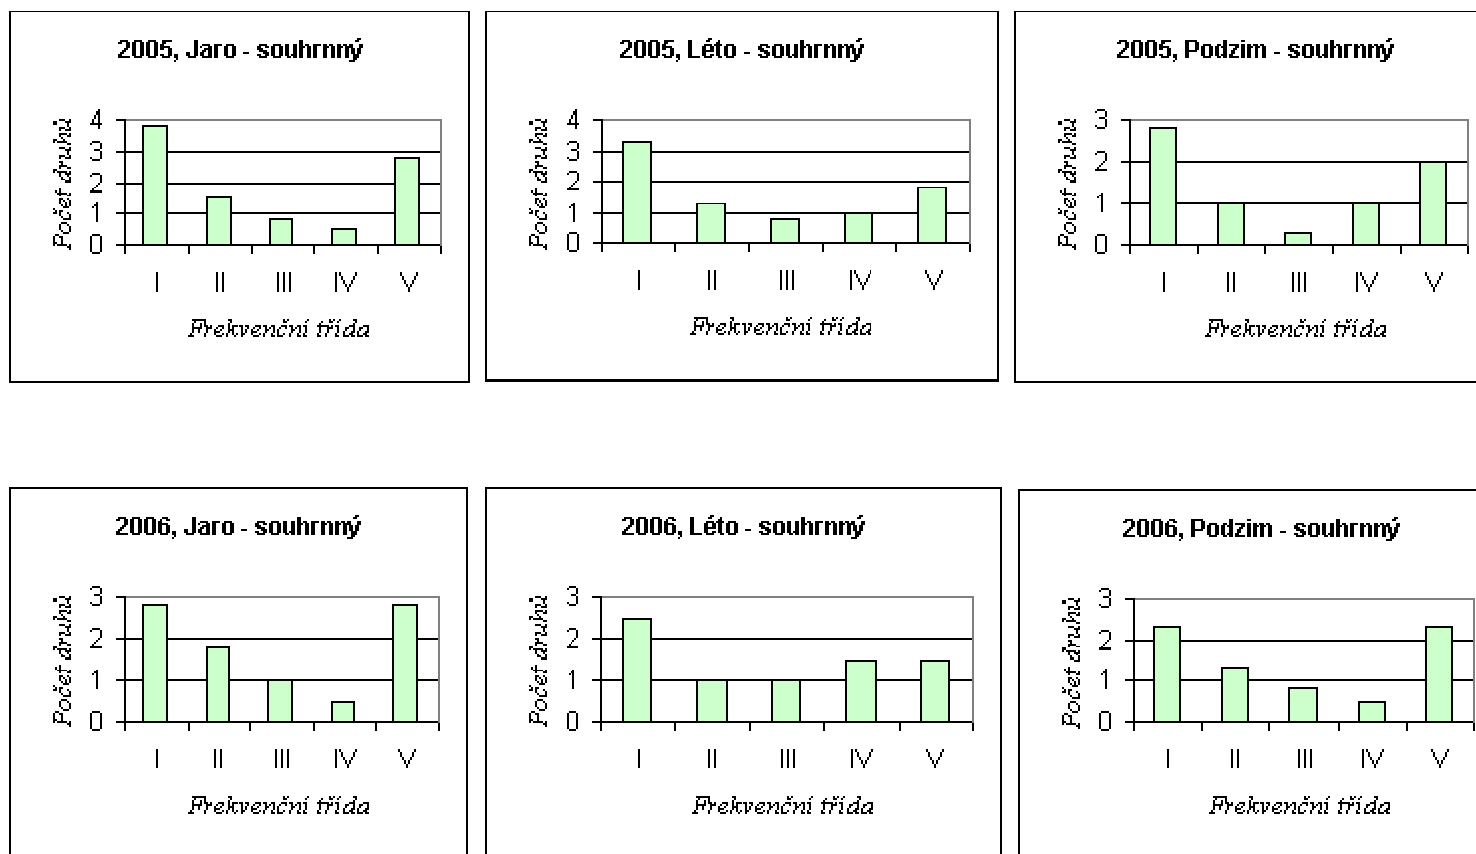 2005, Jaro - souhrnný
Počet druhů
4
3
2
1
0
I II III IV V
Frekvenční třída
2005, Léto - souhrnný
Počet druhů
4
3
2
1
0
I II III IV V
Frekvenční třída
2005, Podzim - souhrnný
Počet druhů
3
2
1
0
I II III IV V
Frekvenční třída
2006, Jaro - souhrnný
Počet druhů
3
2
1
0
I II III IV V
Frekvenční třída
2006, Léto - souhrnný
Počet druhů
3
2
1
0
I II III IV V
Frekvenční třída
2006, Podzim - souhrnný
Počet druhů
3
2
1
0
I II III IV V
Frekvenční třída